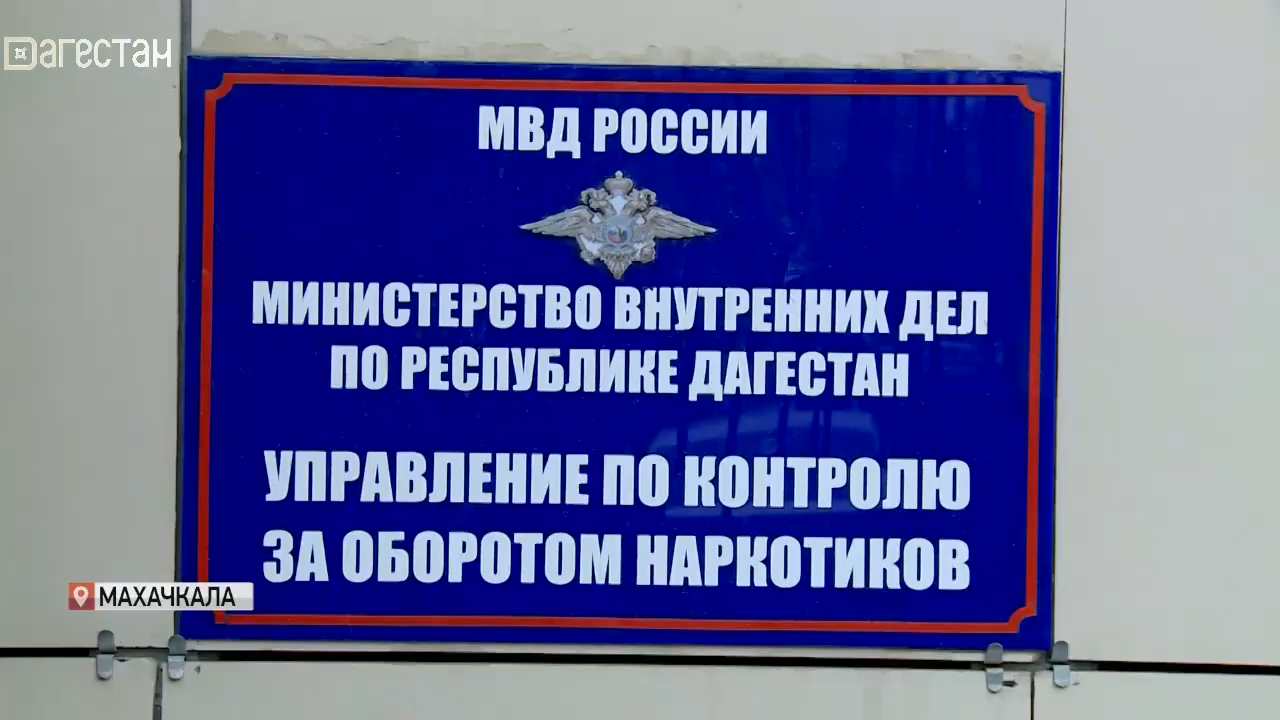 Дагестан
МВД РОССИИ
МИНИСТЕРСТВО ВНУТРЕННИХ ДЕЛ
ПО РЕСПУБЛИКЕ ДАГЕСТАН
УПРАВЛЕНИЕ ПО КОНТРОЛЮ
ЗА ОБОРОТОМ НАРКОТИКОВ
МАХАЧКАЛА